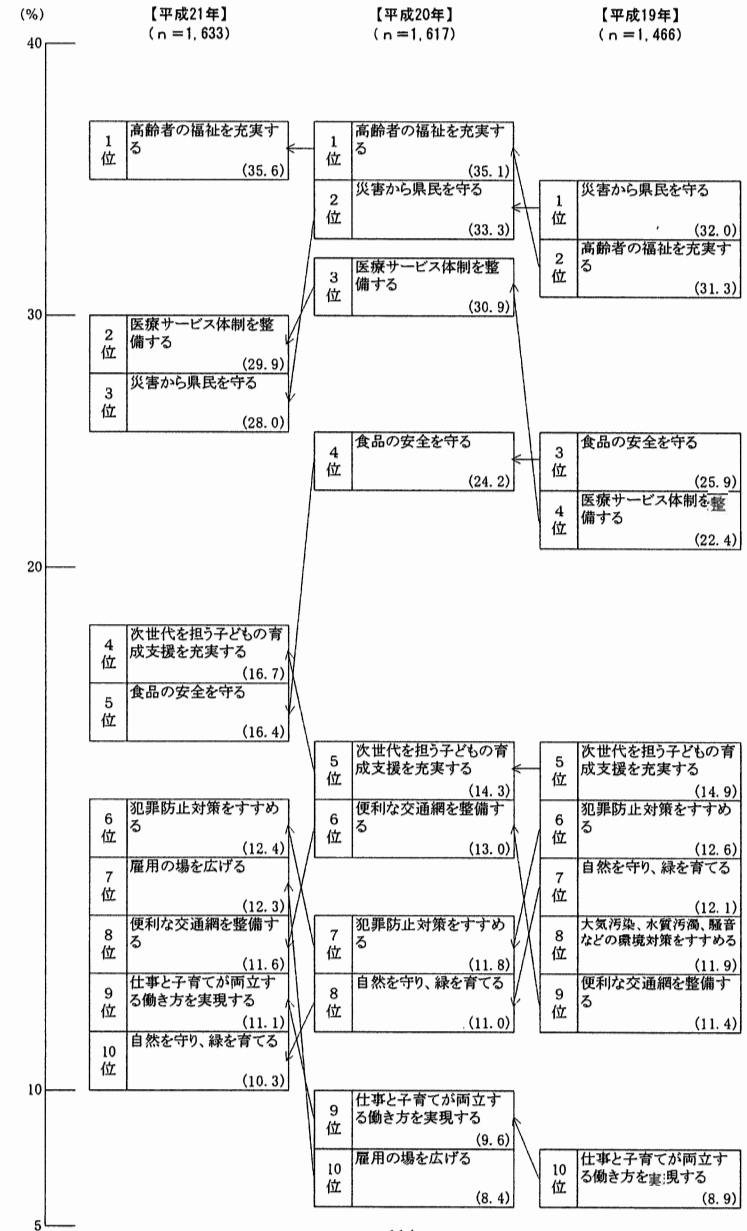 (%)
【平成21年】
(ｎ＝1,633)
【平成20年】
(ｎ＝1,617)
【平成19年】
(ｎ＝1,466)
40
30
20
10
5
1位
高齢者の福祉を充実す
る
(35.6)
2位
医療サービス体制を整
備する
(29.9)
3位
災害から県民を守る
(28.0)
4位
次世代を担う子どもの育
成支援を充実する
(16.7)
5位
食品の安全を守る
(16.4)
6位
犯罪防止対策をすすめ
る
(12.4)
7位
雇用の場を広げる
(12.3)
8位
便利な交通網を整備す
る
(11.6)
9位
仕事と子育てが両立す
る働き方を実現する
(11.1)
10位
自然を守り、緑を育てる
(10.3)
1位
高齢者の福祉を充実す
る
(35.1)
2位
災害から県民を守る
(33.3)
3位
医療サービス体制を整
備する
(30.9)
4位
食品の安全を守る
(24.2)
5位
次世代を担う子どもの育
成支援を充実する
(14.3)
6位
便利な交通網を整備す
る
(13.0)
7位
犯罪防止対策をすすめ
る
(11.8)
8位
自然を守り、緑を育てる
(11.0)
9位
仕事と子育てが両立す
る働き方を実現する
(9.6)
10位
雇用の場を広げる
(8.4)
1位
災害から県民を守る
(32.0)
2位
高齢者の福祉を充実す
る
(31.3)
3位
食品の安全を守る
(25.9)
4位
医療サービス体制を整
備する
(22.4)
5位
次世代を担う子どもの育
成支援を充実する
(14.9)
6位
犯罪防止対策をすすめ
る
(12.6)
7位
自然を守り、緑を育てる
(12.1)
8位
大気汚染、水質汚濁、騒音
などの環境対策をすすめる
(11.9)
9位
便利な交通網を整備す
る
(11.4)
10位
仕事と子育てが両立す
る働き方を実現する
(8.9)